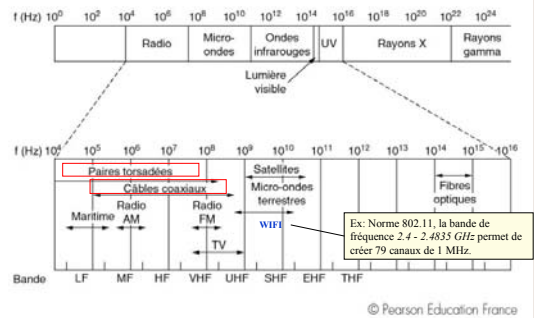 f (Hz) 10⁰ 10² 10⁴ 10⁶ 10⁸ 10¹⁰ 10¹² 10¹⁴ 10¹⁶ 10¹⁸ 10²⁰ 10²² 10²⁴
Radio
Micro-
ondes
Ondes
infrarouges
UV
Rayons X
Rayons
gamma
Lumière
visible
f (Hz) 10⁴ 10⁵ 10⁶ 10⁷ 10⁸ 10⁹ 10¹⁰ 10¹¹ 10¹² 10¹³ 10¹⁴ 10¹⁵ 10¹⁶
Paires torsadées
Satellites
Câbles coaxiaux
Micro-ondes
terrestres
Fibres
optiques
Maritime
Radio
AM
Radio
FM
WIFI
TV
Ex: Norme 802.11, la bande de
fréquence 2.4 - 2.4835 GHz permet de
créer 79 canaux de 1 MHz.
Bande LF MF HF VHF UHF SHF EHF THF
© Pearson Education France